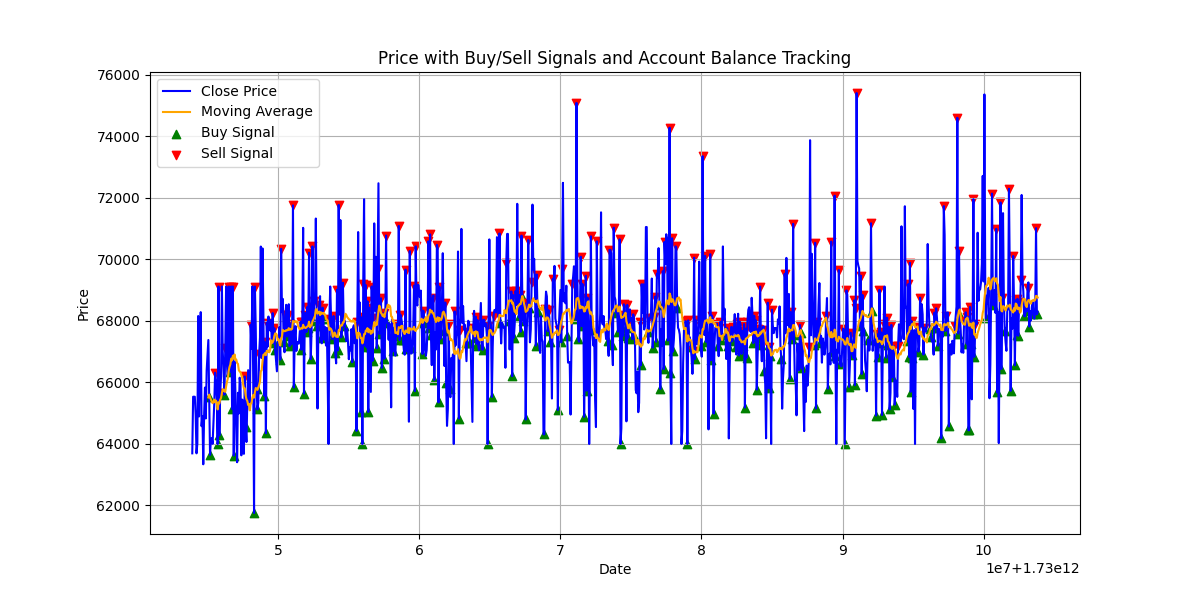 Price with Buy/Sell Signals and Account Balance Tracking
76000
74000
72000
70000
68000
66000
64000
62000
Price
Close Price
Moving Average
Buy Signal
Sell Signal
5 6 7 8 9 10
Date
1e7+1.73e12